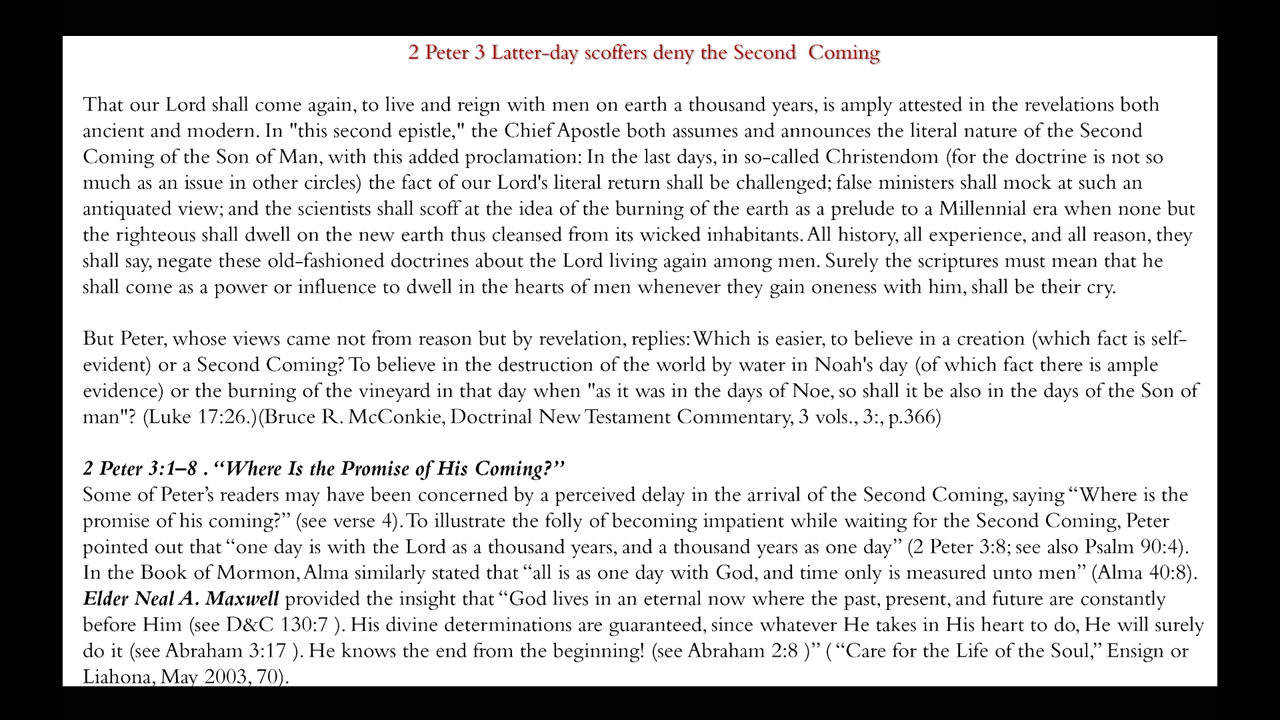 2 Peter 3 Latter-day scoffers deny the Second  Coming
That our Lord shall come again, to live and reign with men on earth a thousand years, is amply attested in the revelations both
ancient and modern. In "this second epistle," the Chief Apostle both assumes and announces the literal nature of the Second
Coming of the Son of Man, with this added proclamation: In the last days, in so-called Christendom (for the doctrine is not so
much as an issue in other circles) the fact of our Lord's literal return shall be challenged; false ministers shall mock at such an
antiquated view; and the scientists shall scoff at the idea of the burning of the earth as a prelude to a Millennial era when none but
the righteous shall dwell on the new earth thus cleansed from its wicked inhabitants. All history, all experience, and all reason, they
shall say, negate these old-fashioned doctrines about the Lord living again among men. Surely the scriptures must mean that he
shall come as a power or influence to dwell in the hearts of men whenever they gain oneness with him, shall be their cry.
But Peter, whose views came not from reason but by revelation, replies: Which is easier, to believe in a creation (which fact is self-
evident) or a Second Coming? To believe in the destruction of the world by water in Noah's day (of which fact there is ample
evidence) or the burning of the vineyard in that day when "as it was in the days of Noe, so shall it be also in the days of the Son of
man"? (Luke 17:26.)(Bruce R. McConkie, Doctrinal New Testament Commentary, 3 vols., 3:, p.366)
2 Peter 3:1–8 . “Where Is the Promise of His Coming?”
Some of Peter’s readers may have been concerned by a perceived delay in the arrival of the Second Coming, saying “Where is the
promise of his coming?” (see verse 4). To illustrate the folly of becoming impatient while waiting for the Second Coming, Peter
pointed out that “one day is with the Lord as a thousand years, and a thousand years as one day” (2 Peter 3:8; see also Psalm 90:4).
In the Book of Mormon, Alma similarly stated that “all is as one day with God, and time only is measured unto men” (Alma 40:8).
Elder Neal A. Maxwell provided the insight that “God lives in an eternal now where the past, present, and future are constantly
before Him (see D&C 130:7 ). His divine determinations are guaranteed, since whatever He takes in His heart to do, He will surely
do it (see Abraham 3:17 ). He knows the end from the beginning! (see Abraham 2:8 )” ( “Care for the Life of the Soul,” Ensign or
Liahona, May 2003, 70).